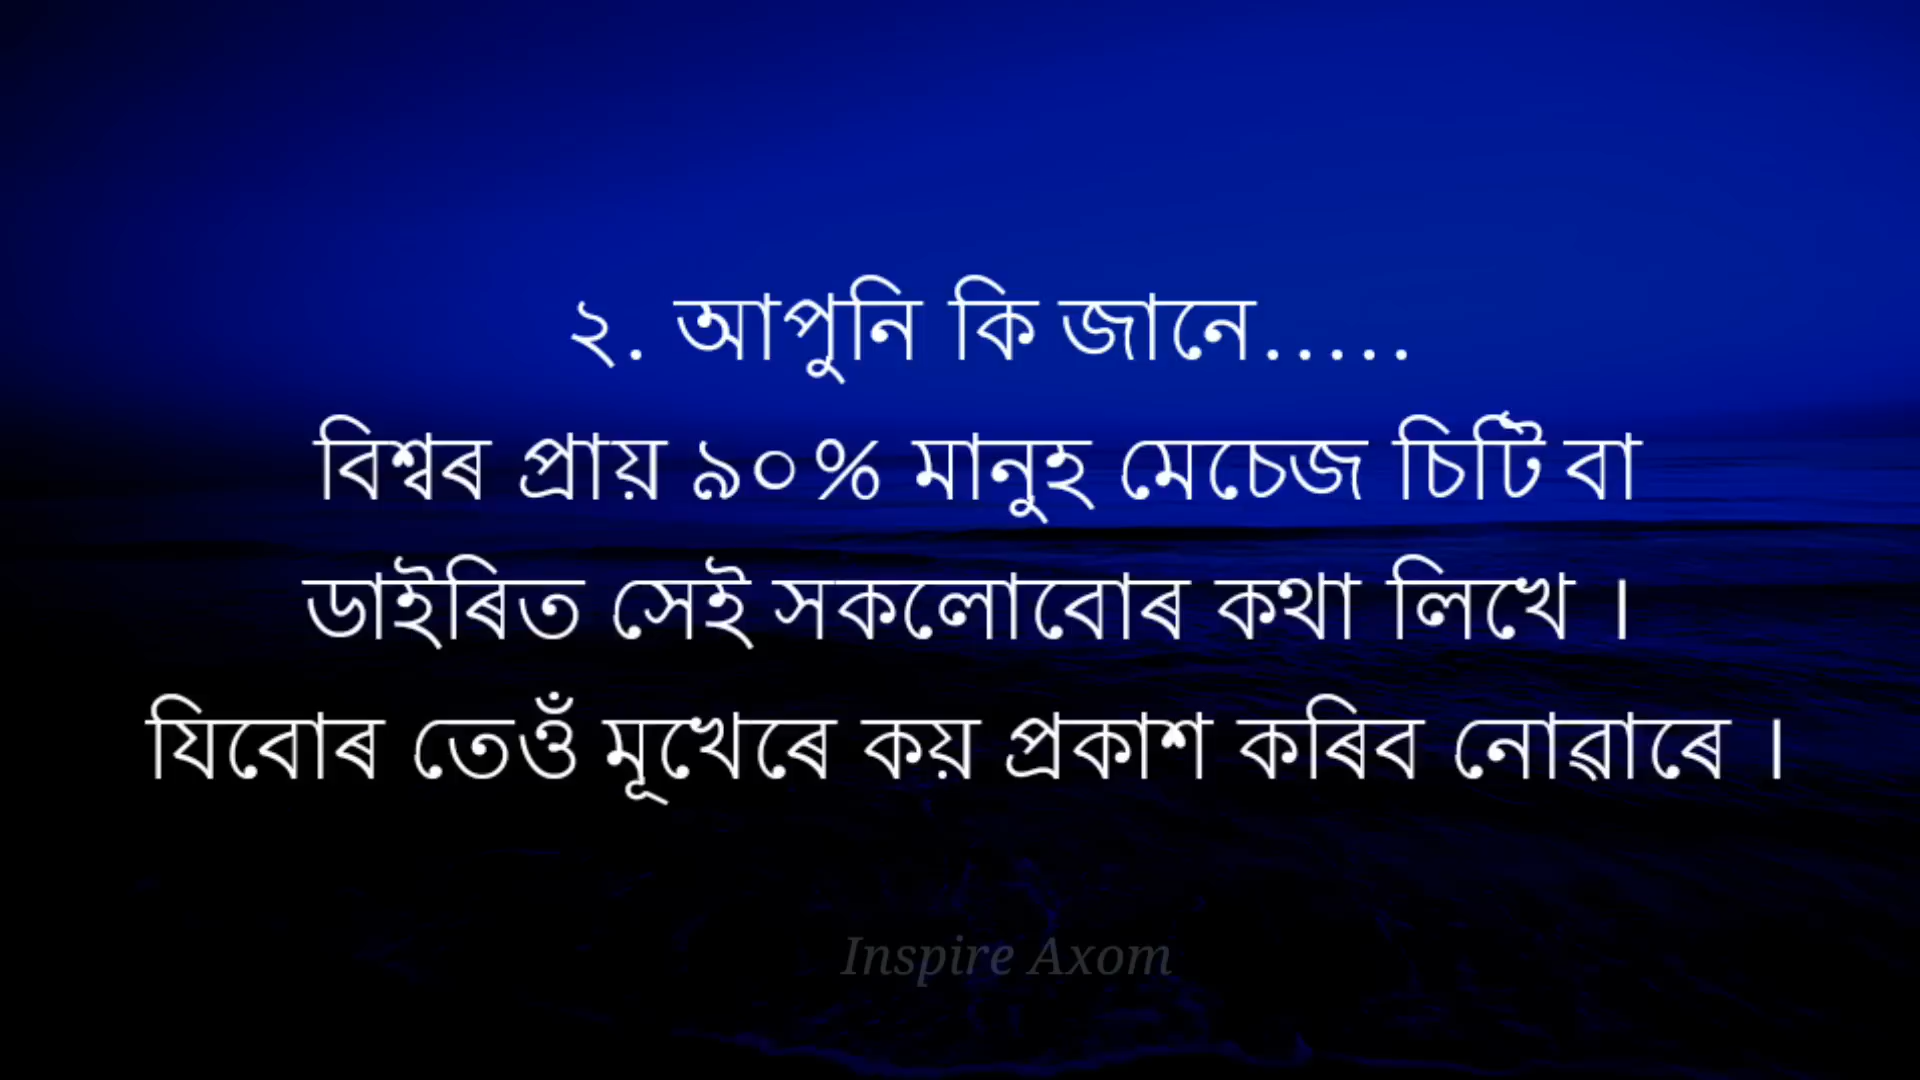 ২. আপুনি কি জানে.....
বিশ্বৰ প্ৰায় ৯০% মানুহ মেচেজ চিটি বা
ডাইৰিত সেই সকলোবোৰ কথা লিখে ।
যিবোৰ তেওঁ মূখেৰে কয় প্ৰকাশ কৰিব নোৱাৰে ।
Inspire Axom